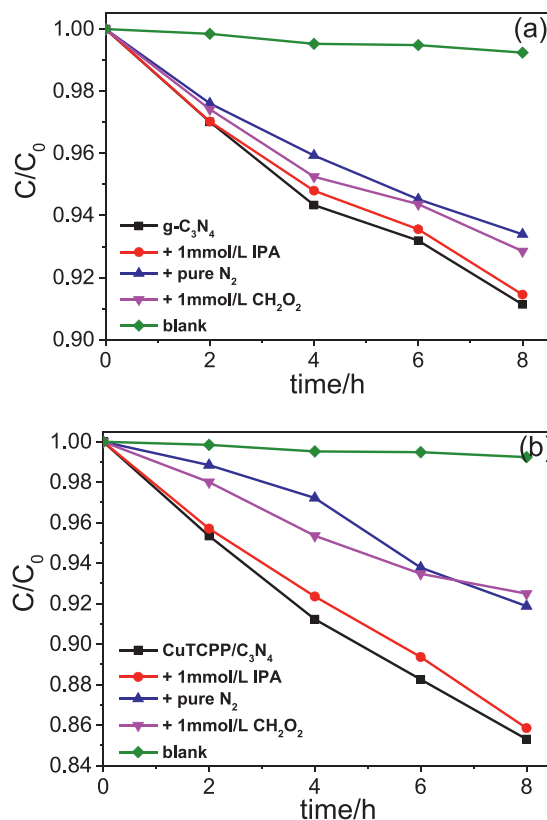 (a)
1.00
0.98
0.96
0.94
0.92
0.90
C/C₀
g-C₃N₄
+ 1mmol/L IPA
+ pure N₂
+ 1mmol/L CH₂O₂
blank
0 2 4 6 8
time/h
(b)
1.00
0.98
0.96
0.94
0.92
0.90
0.88
0.86
0.84
C/C₀
CuTCPP/C₃N₄
+ 1mmol/L IPA
+ pure N₂
+ 1mmol/L CH₂O₂
blank
0 2 4 6 8
time/h